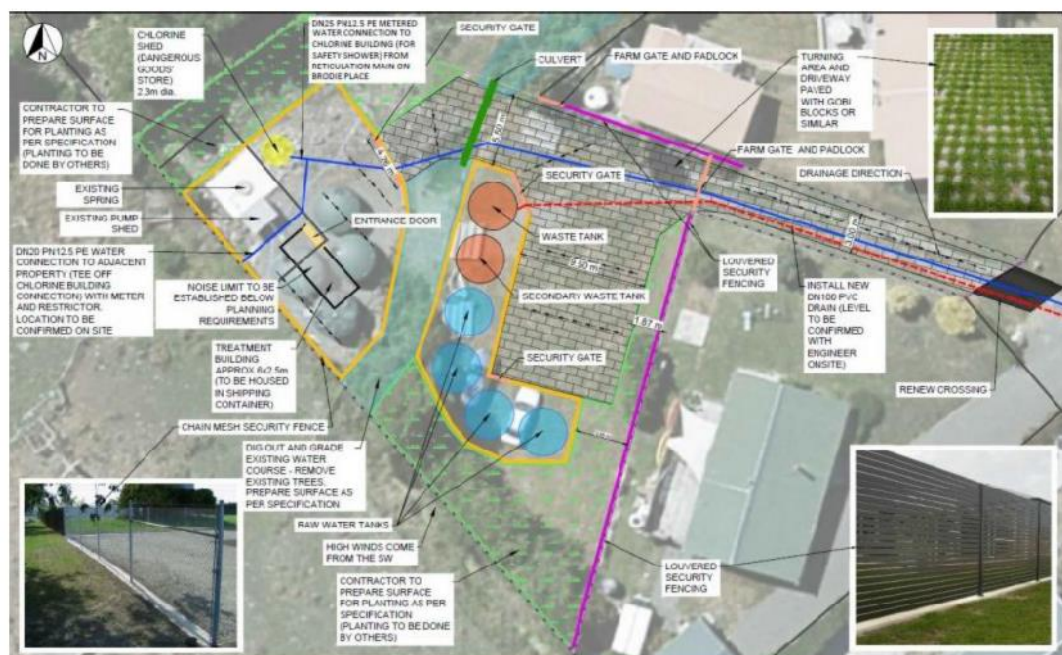 N
CHLORINE
SHED
(DANGEROUS
GOODS'
STORE)
2.3m dia.
DN25 PN12.5 PE METERED
WATER CONNECTION TO
CHLORINE BUILDING (FOR
SAFETY SHOWER) FROM
RETICULATION MAIN ON
BRODIE PLACE
SECURITY GATE
CULVERT
FARM GATE AND PADLOCK
TURNING
AREA AND
DRIVEWAY
PAVED
WITH GOBI
BLOCKS OR
SIMILAR
CONTRACTOR TO
PREPARE SURFACE
FOR PLANTING AS
PER SPECIFICATION
(PLANTING TO BE
DONE BY OTHERS)
FARM GATE AND PADLOCK
DRAINAGE DIRECTION
SECURITY GATE
EXISTING
SPRING
EXISTING PUMP
SHED
ENTRANCE DOOR
WASTE TANK
DN20 PN12.5 PE WATER
CONNECTION TO ADJACENT
PROPERTY (TEE OFF
CHLORINE BUILDING
CONNECTION) WITH METER
AND RESTRICTOR.
LOCATION TO BE
CONFIRMED ON SITE
NOISE LIMIT TO BE
ESTABLISHED BELOW
PLANNING
REQUIREMENTS
SECONDARY WASTE TANK
LOUVERED
SECURITY
FENCING
1.87 m
INSTALL NEW
DN100 PVC
DRAIN (LEVEL
TO BE
CONFIRMED
WITH
ENGINEER
ONSITE)
TREATMENT
BUILDING
APPROX 6x2.5m
(TO BE HOUSED
IN SHIPPING
CONTAINER)
SECURITY GATE
RENEW CROSSING
CHAIN MESH SECURITY FENCE
DIG OUT AND GRADE
EXISTING WATER
COURSE - REMOVE
EXISTING TREES.
PREPARE SURFACE AS
PER SPECIFICATION
RAW WATER TANKS
HIGH WINDS COME
FROM THE SW
CONTRACTOR TO
PREPARE SURFACE
FOR PLANTING AS PER
SPECIFICATION
(PLANTING TO BE DONE
BY OTHERS)
LOUVERED
SECURITY
FENCING